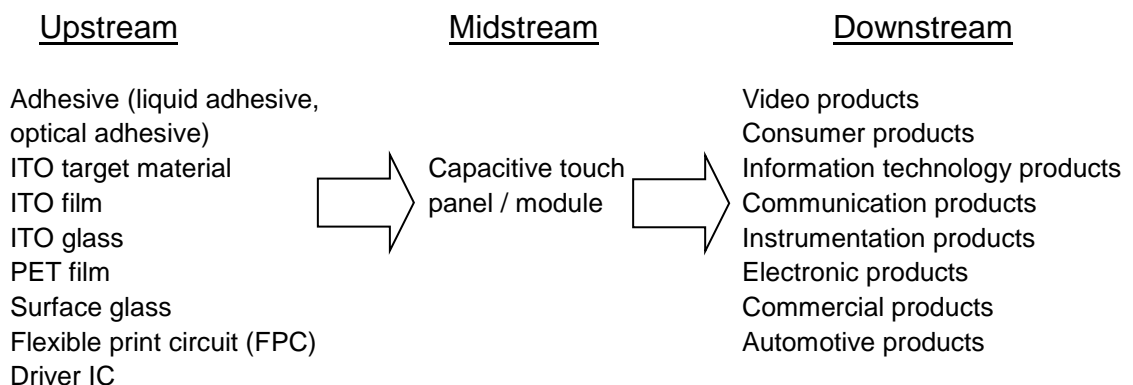 Upstream
Midstream
Downstream
Adhesive (liquid adhesive,
optical adhesive)
ITO target material
ITO film
ITO glass
PET film
Surface glass
Flexible print circuit (FPC)
Driver IC
Capacitive touch
panel / module
Video products
Consumer products
Information technology products
Communication products
Instrumentation products
Electronic products
Commercial products
Automotive products